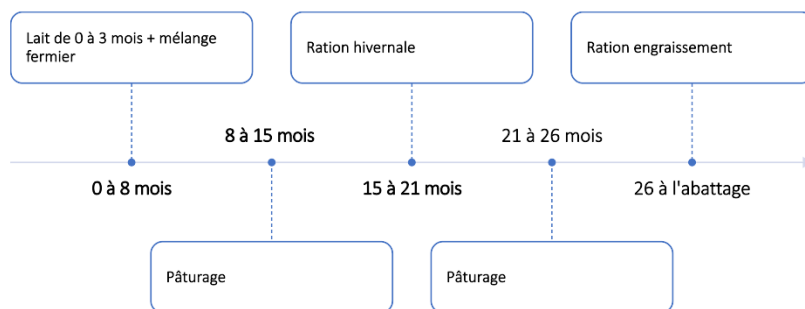 Lait de 0 à 3 mois + mélange
fermier
Ration hivernale
Ration engraissement
8 à 15 mois
21 à 26 mois
0 à 8 mois
15 à 21 mois
26 à l'abattage
Pâturage
Pâturage